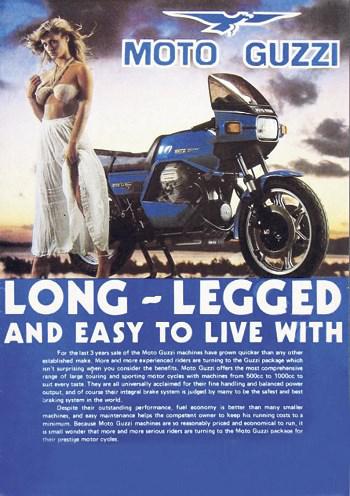 MOTO GUZZI
LONG-LEGGED
AND EASY TO LIVE WITH
For the last 3 years sale of the Moto Guzzi machines have grown quicker than any other
established make. More and more experienced riders are turning to the Guzzi package which
isn't surprising when you consider the benefits. Moto Guzzi offers the most comprehensive
range of large touring and sporting motor cycles with machines from 500cc to 1000cc to
suit every taste. They are all universally acclaimed for their fine handling and balanced power
output, and of course their integral brake system is judged by many to be the safest and best
braking system in the world.
Despite their outstanding performance, fuel economy is better than many smaller
machines, and easy maintenance helps the competent owner to keep his running costs to a
minimum. Because Moto Guzzi machines are so reasonably priced and economical to run, it
is small wonder that more and more serious riders are turning to the Moto Guzzi package for
their prestige motor cycles.